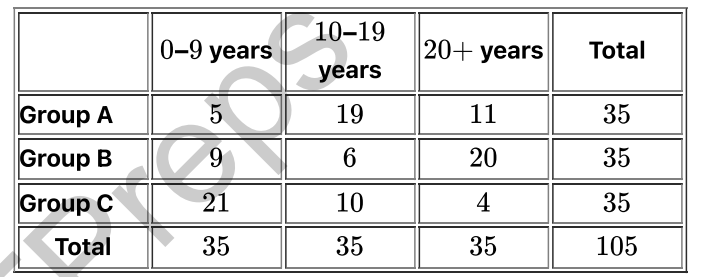 0–9 years 10–19 years 20+ years Total
Group A 5 19 11 35
Group B 9 6 20 35
Group C 21 10 4 35
Total 35 35 35 105